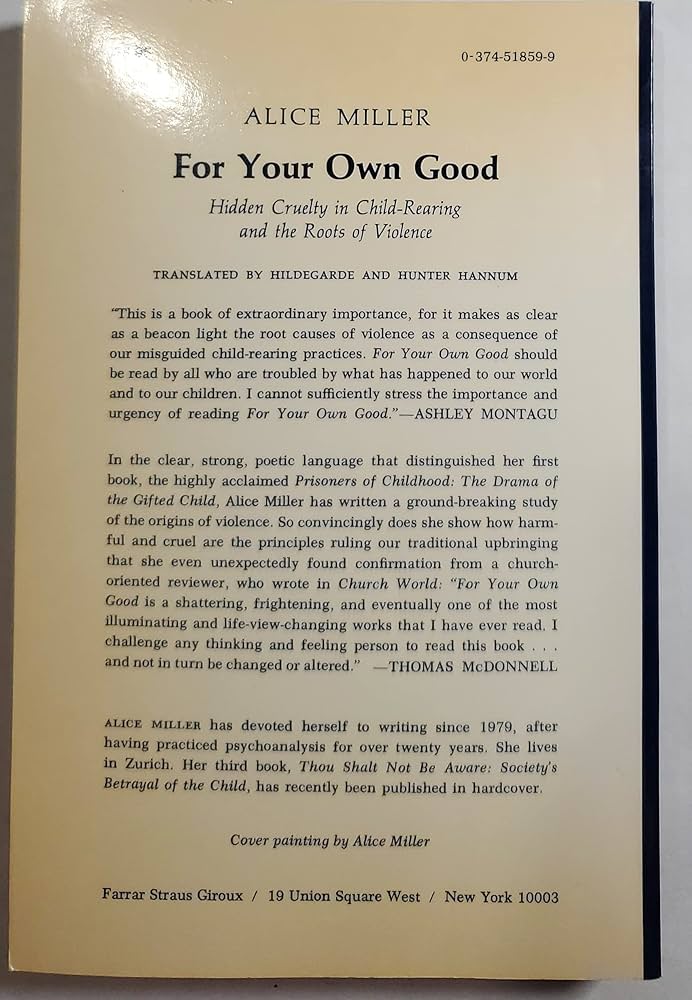 0-374-51859-9
ALICE MILLER
For Your Own Good
Hidden Cruelty in Child-Rearing
and the Roots of Violence
TRANSLATED BY HILDEGARDE AND HUNTER HANNUM
"This is a book of extraordinary importance, for it makes as clear
as a beacon light the root causes of violence as a consequence of
our misguided child-rearing practices. For Your Own Good should
be read by all who are troubled by what has happened to our world
and to our children. I cannot sufficiently stress the importance and
urgency of reading For Your Own Good."—ASHLEY MONTAGU
In the clear, strong, poetic language that distinguished her first
book, the highly acclaimed Prisoners of Childhood: The Drama of
the Gifted Child, Alice Miller has written a ground-breaking study
of the origins of violence. So convincingly does she show how harm-
ful and cruel are the principles ruling our traditional upbringing
that she even unexpectedly found confirmation from a church-
oriented reviewer, who wrote in Church World: "For Your Own
Good is a shattering, frightening, and eventually one of the most
illuminating and life-view-changing works that I have ever read. I
challenge any thinking and feeling person to read this book . . .
and not in turn be changed or altered." —THOMAS McDONNELL
ALICE MILLER has devoted herself to writing since 1979, after
having practiced psychoanalysis for over twenty years. She lives
in Zurich. Her third book, Thou Shalt Not Be Aware: Society's
Betrayal of the Child, has recently been published in hardcover.
Cover painting by Alice Miller
Farrar Straus Giroux / 19 Union Square West / New York 10003